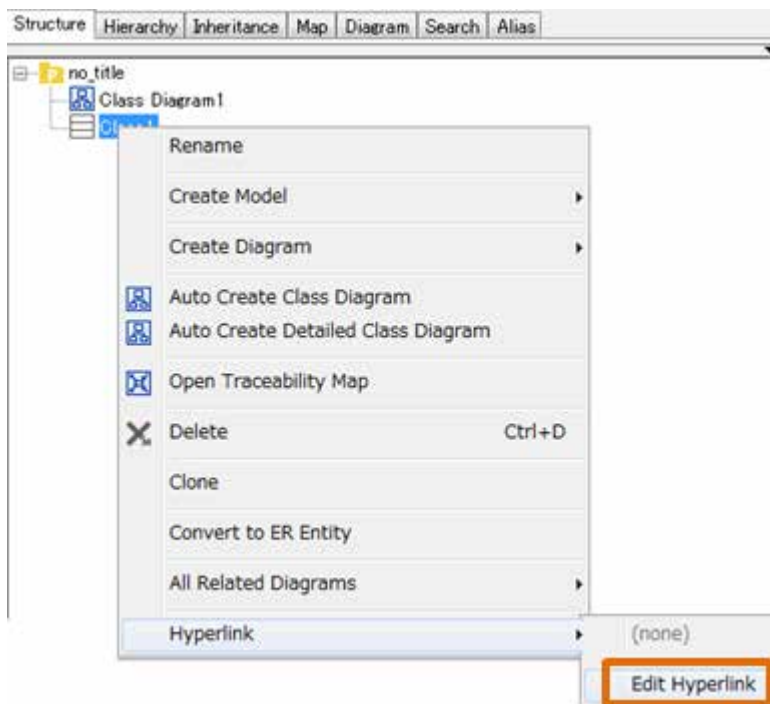 Structure Hierarchy Inheritance Map Diagram Search Alias
no_title
Class Diagram1
Rename
Create Model
Create Diagram
Auto Create Class Diagram
Auto Create Detailed Class Diagram
Open Traceability Map
Delete Ctrl+D
Clone
Convert to ER Entity
All Related Diagrams
Hyperlink
(none)
Edit Hyperlink